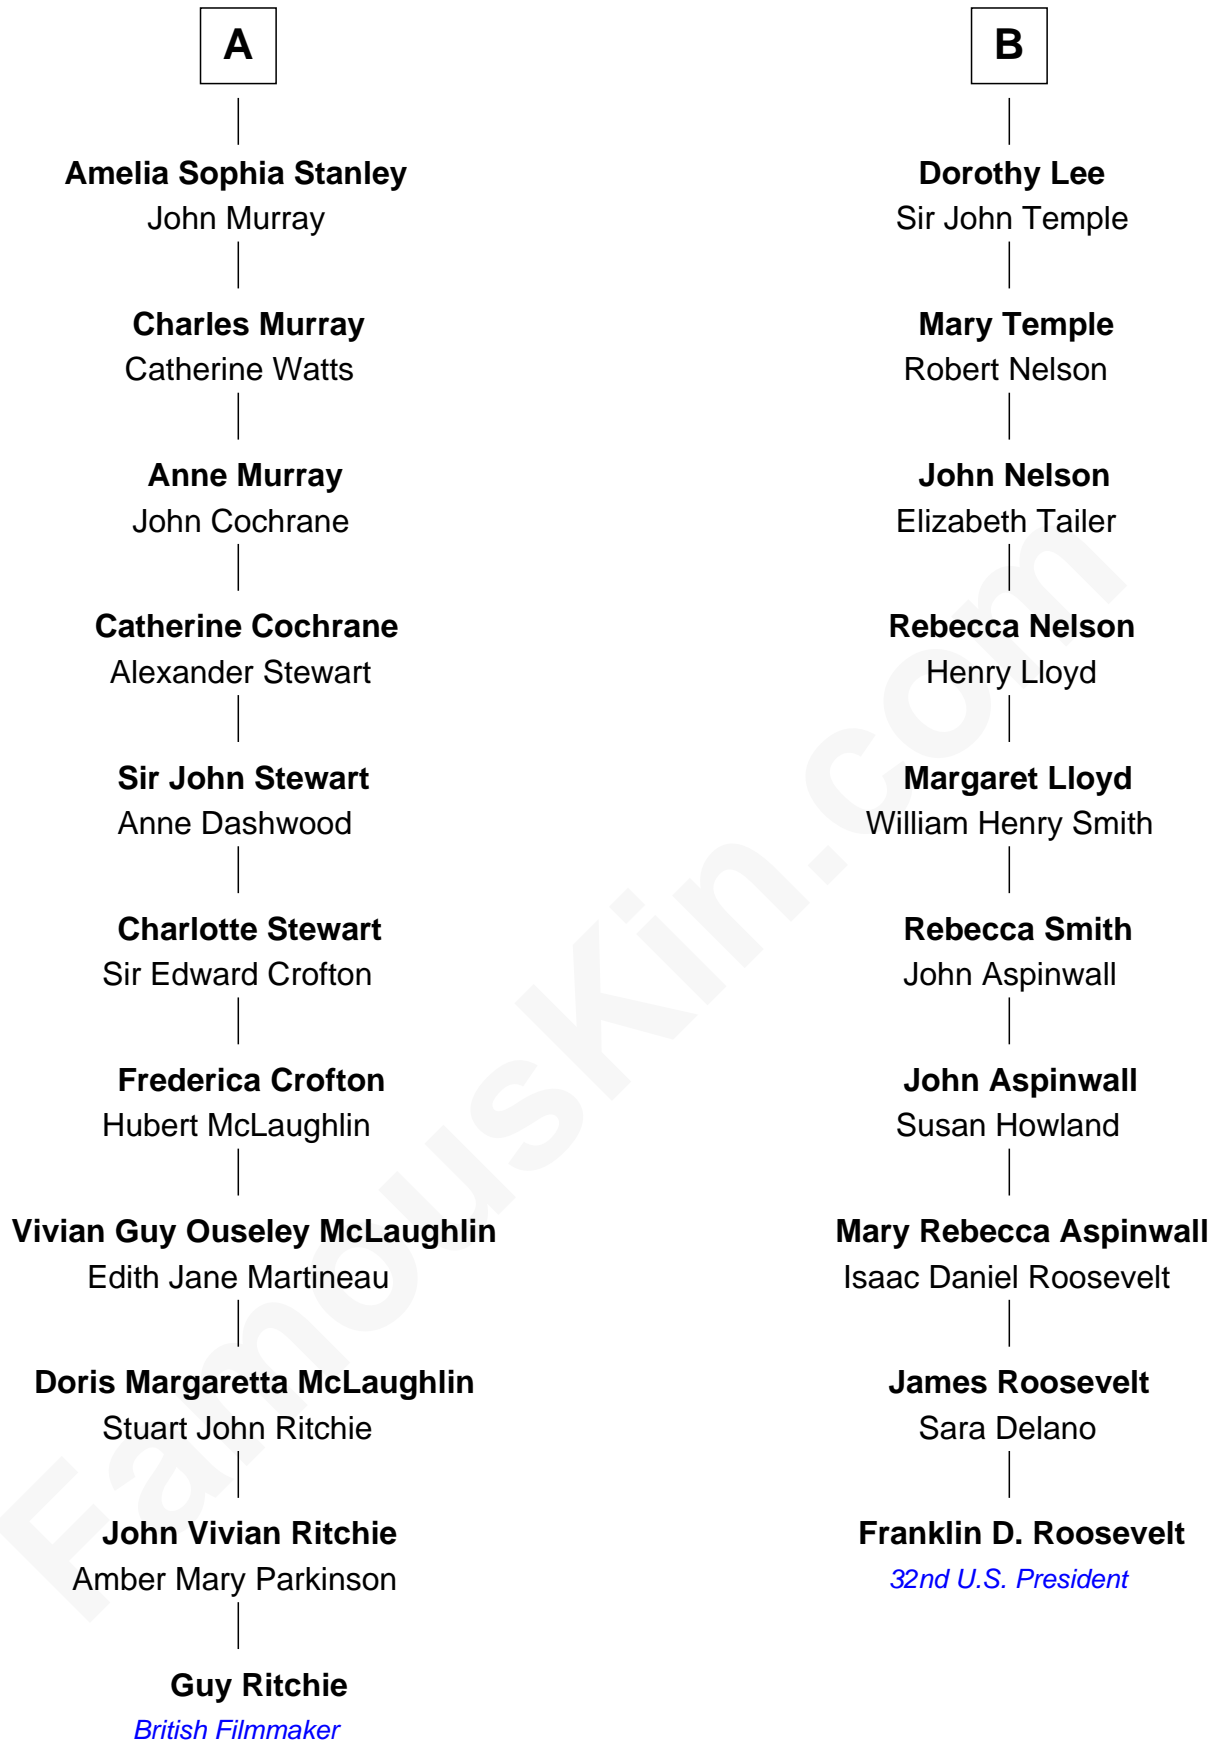 A
Amelia Sophia Stanley
John Murray
Charles Murray
Catherine Watts
Anne Murray
John Cochrane
Catherine Cochrane
Alexander Stewart
Sir John Stewart
Anne Dashwood
Charlotte Stewart
Sir Edward Crofton
Frederica Crofton
Hubert McLaughlin
Vivian Guy Ouseley McLaughlin
Edith Jane Martineau
Doris Margaretta McLaughlin
Stuart John Ritchie
John Vivian Ritchie
Amber Mary Parkinson
Guy Ritchie
British Filmmaker
B
Dorothy Lee
Sir John Temple
Mary Temple
Robert Nelson
John Nelson
Elizabeth Tailer
Rebecca Nelson
Henry Lloyd
Margaret Lloyd
William Henry Smith
Rebecca Smith
John Aspinwall
John Aspinwall
Susan Howland
Mary Rebecca Aspinwall
Isaac Daniel Roosevelt
James Roosevelt
Sara Delano
Franklin D. Roosevelt
32nd U.S. President
FamousKin.com